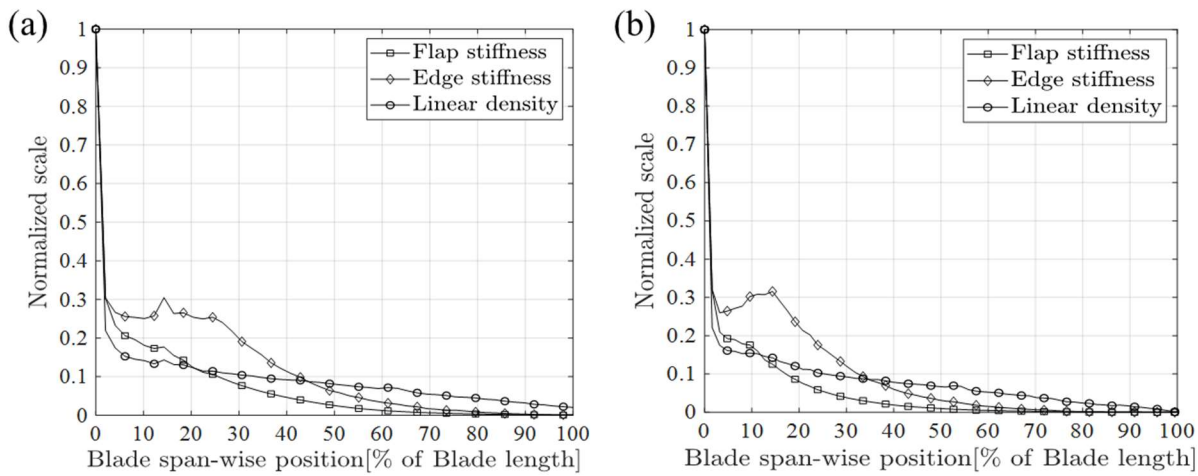 (a)
1
0.9
0.8
0.7
0.6
0.5
0.4
0.3
0.2
0.1
0
Normalized scale
Flap stiffness
Edge stiffness
Linear density
0 10 20 30 40 50 60 70 80 90 100
Blade span-wise position[% of Blade length]
(b)
1
0.9
0.8
0.7
0.6
0.5
0.4
0.3
0.2
0.1
0
Normalized scale
Flap stiffness
Edge stiffness
Linear density
0 10 20 30 40 50 60 70 80 90 100
Blade span-wise position[% of Blade length]